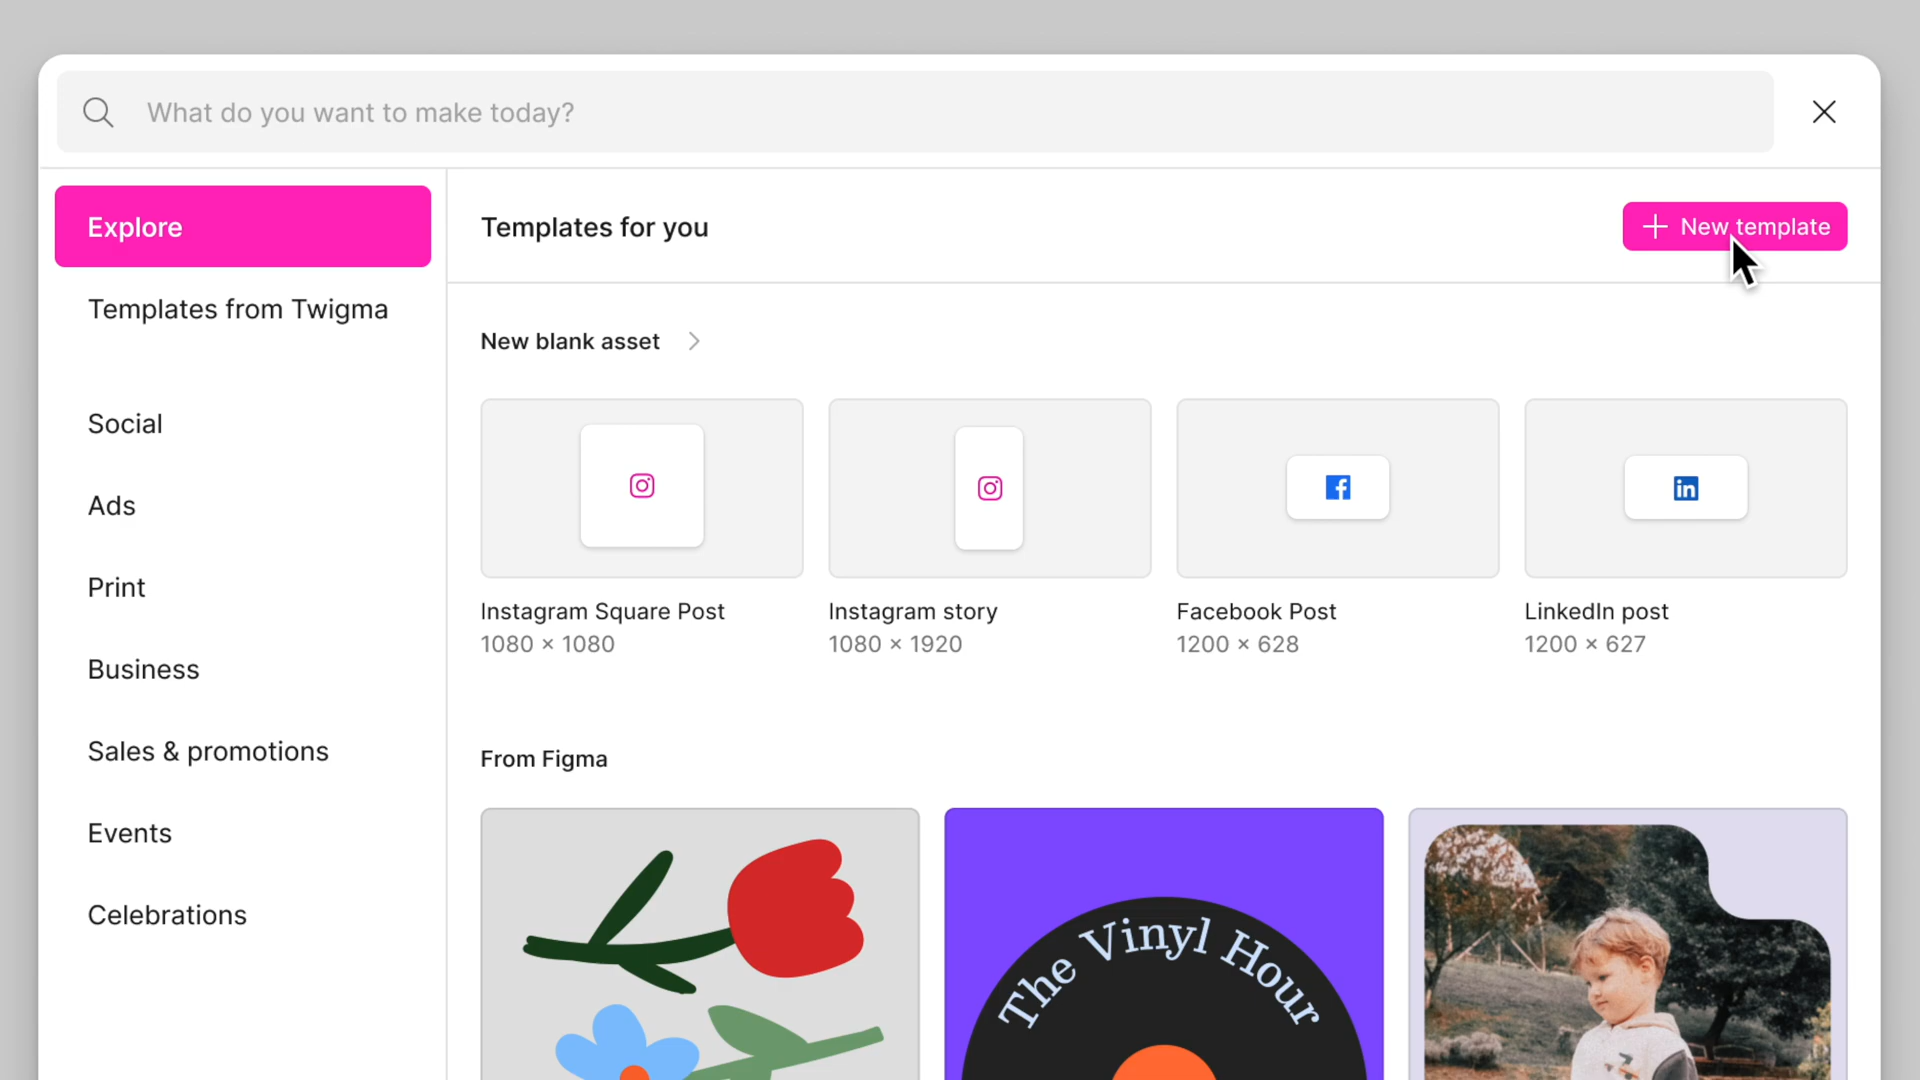 What do you want to make today?
Explore
Templates from Twigma
Social
Ads
Print
Business
Sales & promotions
Events
Celebrations
Templates for you
New template
New blank asset
Instagram Square Post
1080 × 1080
Instagram story
1080 × 1920
Facebook Post
1200 × 628
LinkedIn post
1200 × 627
From Figma
The Vinyl Hour